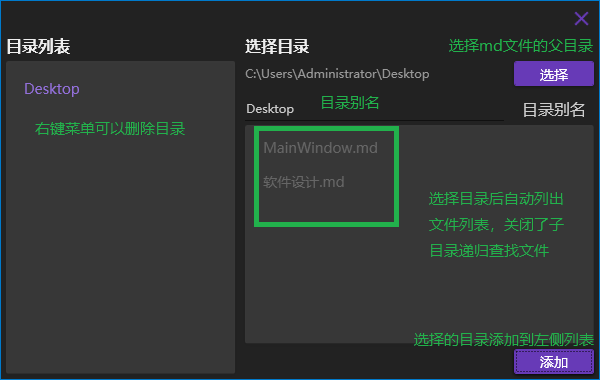 目录列表
Desktop
右键菜单可以删除目录
选择目录
选择md文件的父目录
C:\Users\Administrator\Desktop
选择
Desktop
目录别名
目录别名
MainWindow.md
软件设计.md
选择目录后自动列出
文件列表，关闭了子
目录递归查找文件
选择的目录添加到左侧列表
添加